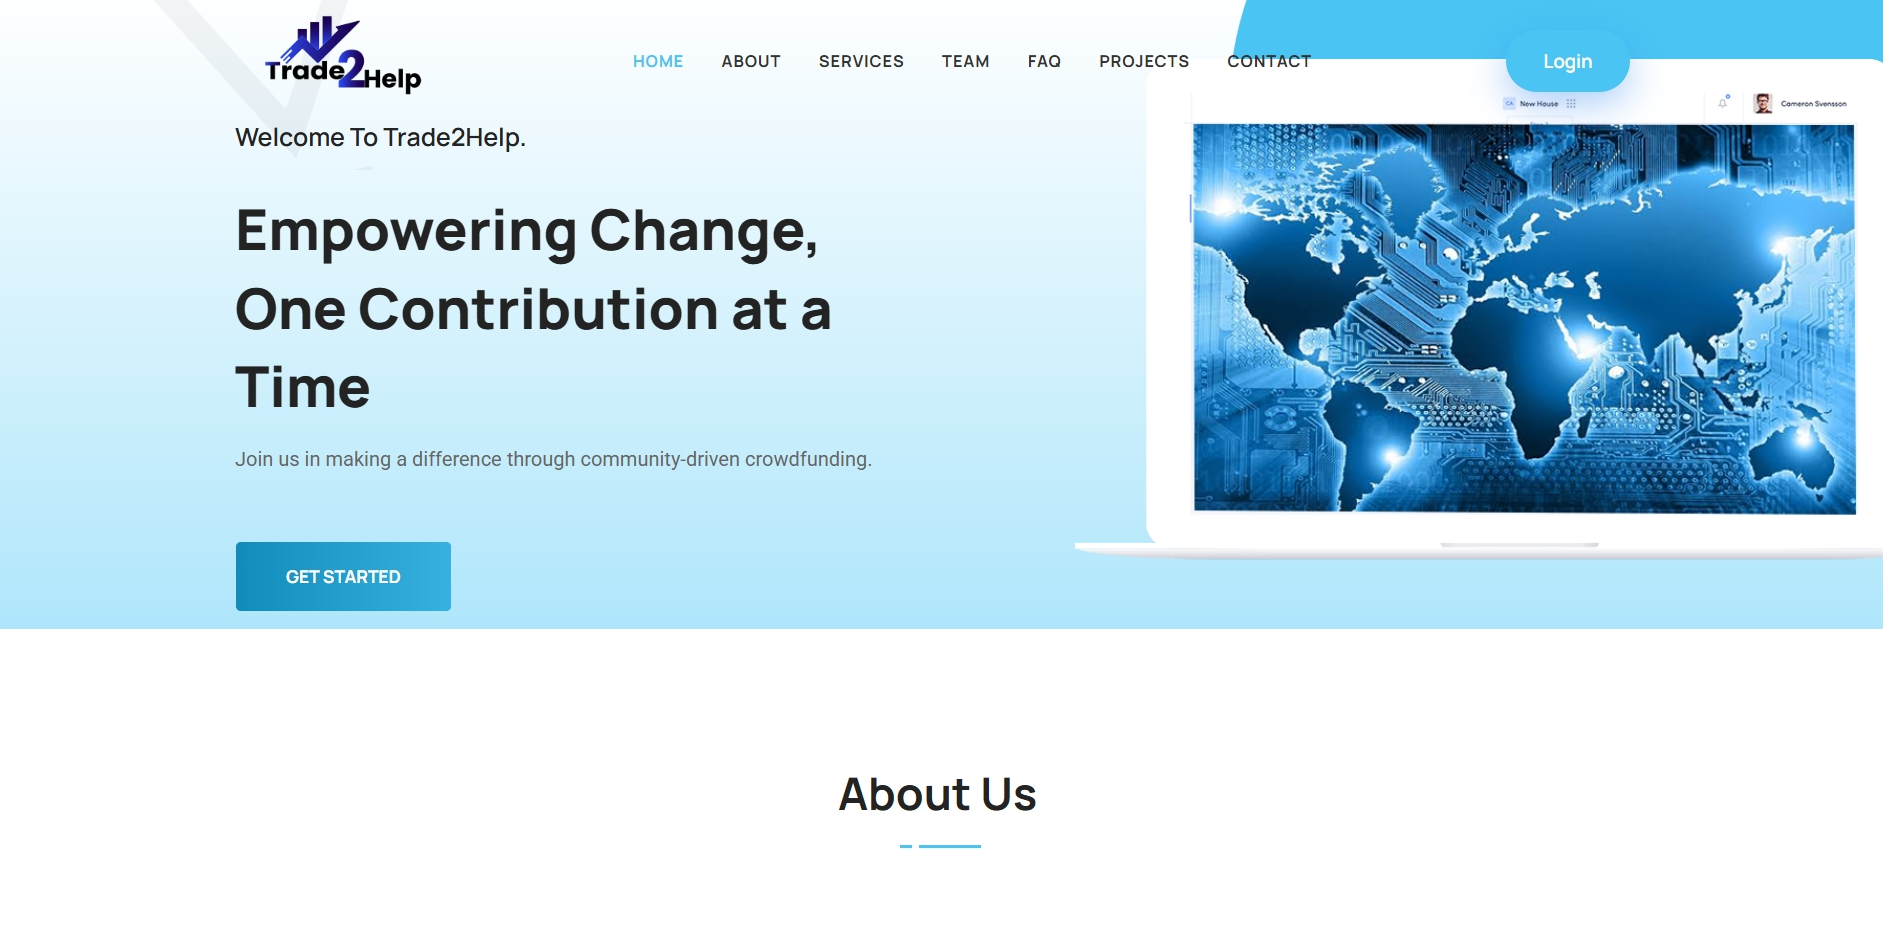 Trade2Help
HOME ABOUT SERVICES TEAM FAQ PROJECTS CONTACT
Login
CA New House
Cameron Svensson
Welcome To Trade2Help.
Empowering Change,
One Contribution at a
Time
Join us in making a difference through community-driven crowdfunding.
GET STARTED
About Us